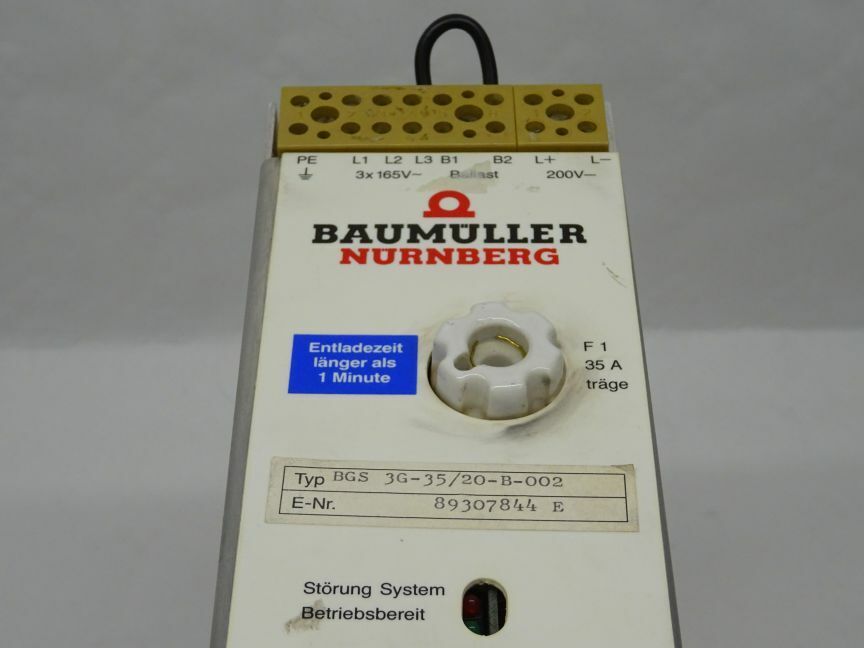 PE L1 L2 L3 B1 B2 L+ L−
3x165V~ Ballast 200V⎓
BAUMÜLLER
NÜRNBERG
Entladezeit
länger als
1 Minute
F 1
35 A
träge
Typ BGS 3G-35/20-B-002
E-Nr. 89307844 E
Störung System
Betriebsbereit